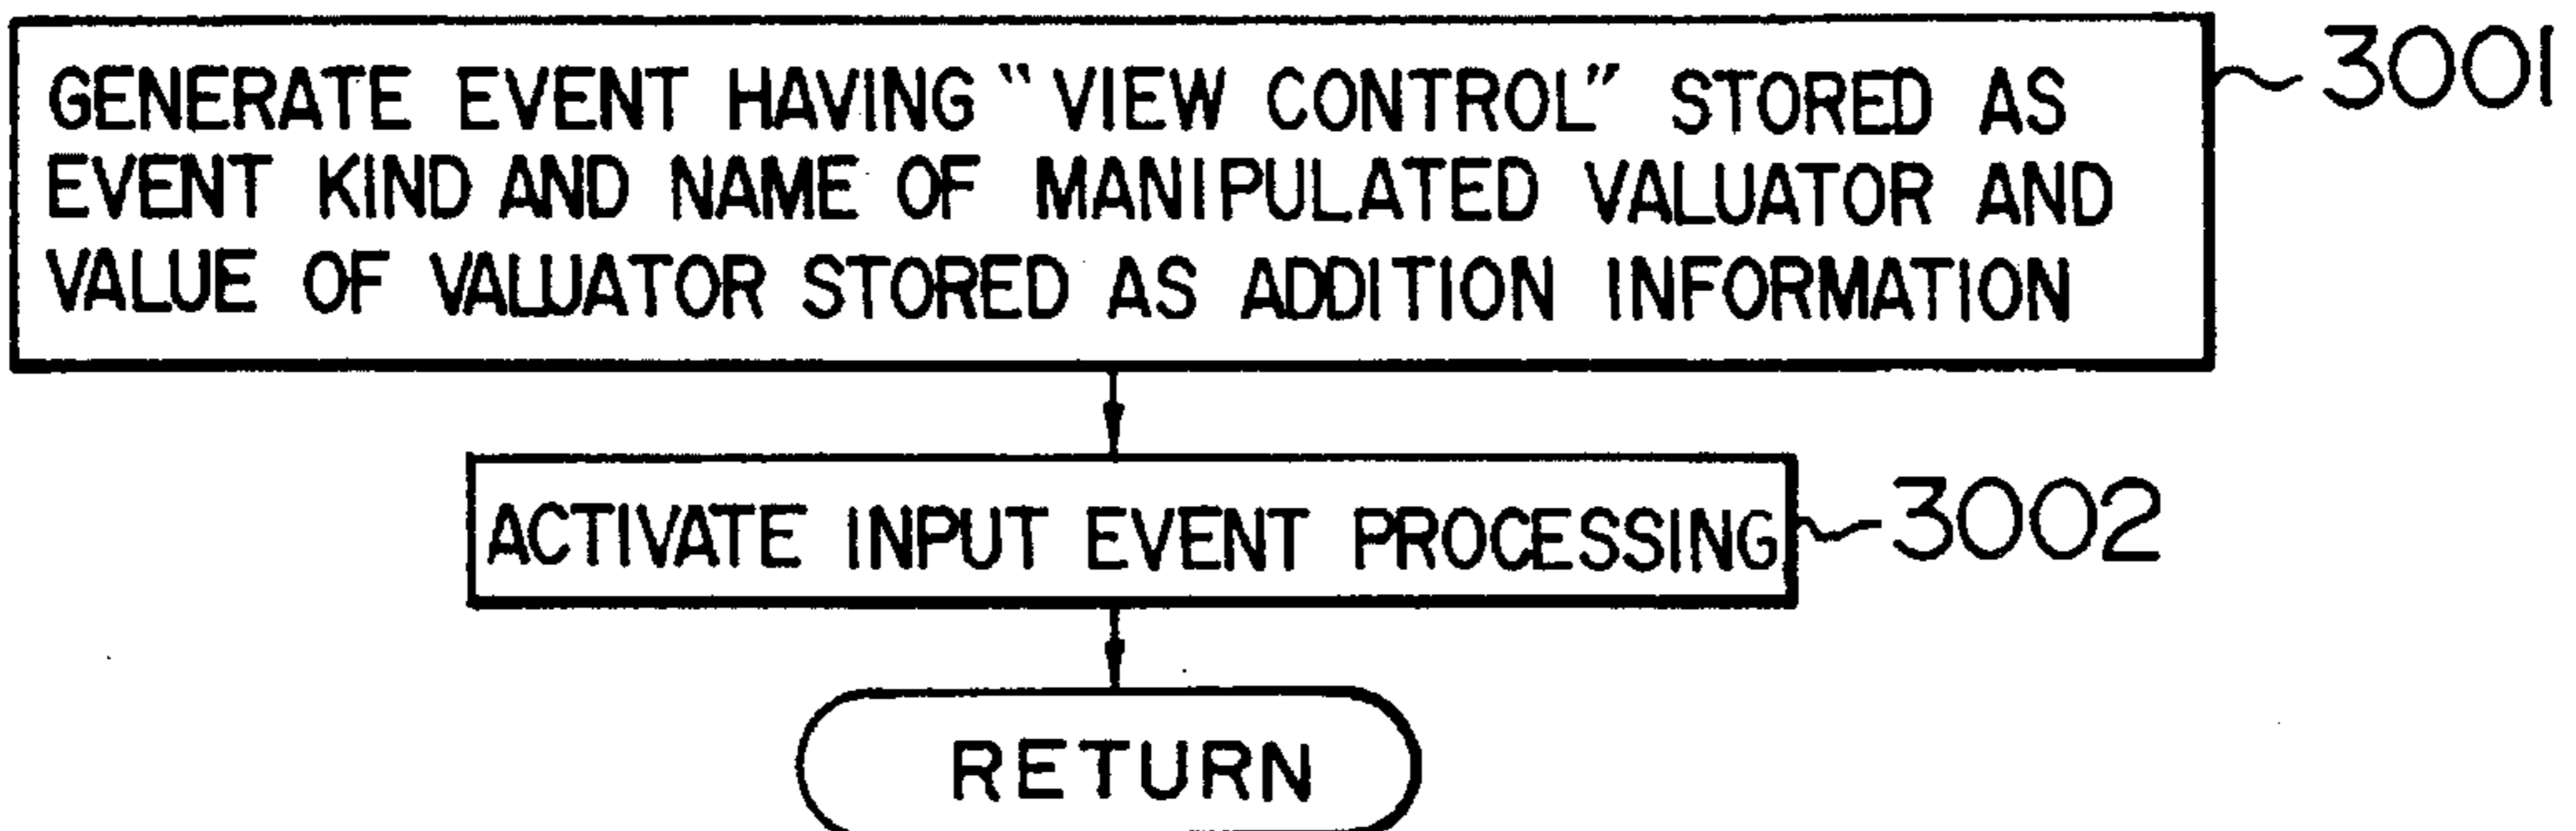 GENERATE EVENT HAVING "VIEW CONTROL" STORED AS
EVENT KIND AND NAME OF MANIPULATED VALUATOR AND
VALUE OF VALUATOR STORED AS ADDITION INFORMATION
3001
ACTIVATE INPUT EVENT PROCESSING
3002
RETURN